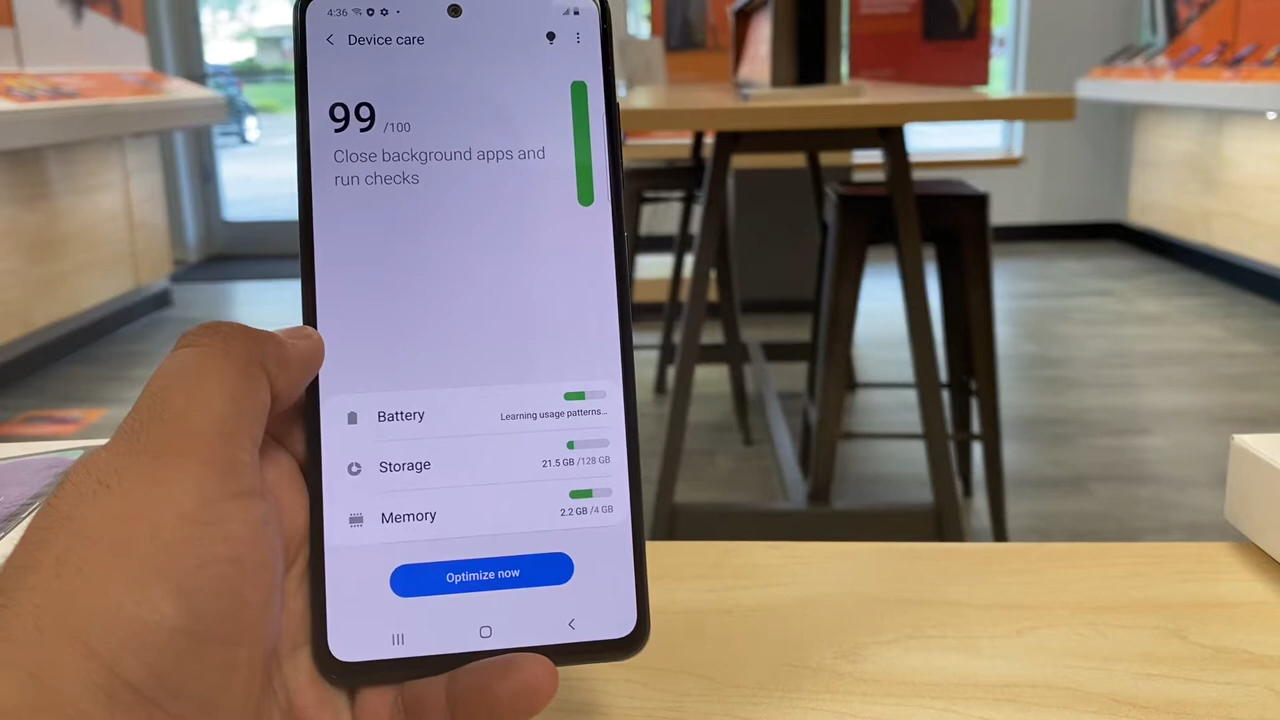 4:36
Device care
99 /100
Close background apps and
run checks
Battery
Learning usage patterns...
Storage
21.5 GB /128 GB
Memory
2.2 GB /4 GB
Optimize now